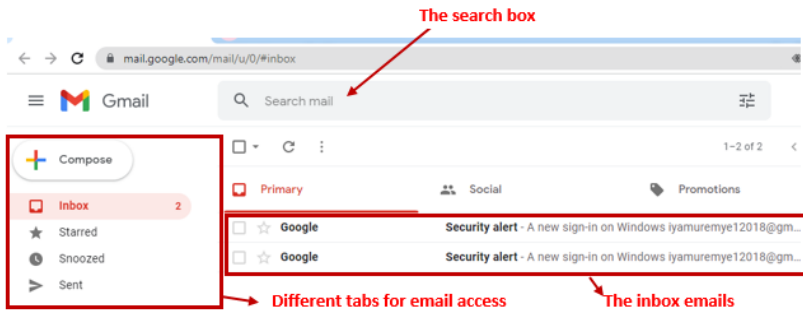 The search box
mail.google.com/mail/u/0/#inbox
Gmail
Search mail
Compose
1–2 of 2
Primary
Social
Promotions
Inbox 2
Google Security alert - A new sign-in on Windows iyamuremye12018@gm...
Starred
Snoozed
Google Security alert - A new sign-in on Windows iyamuremye12018@gm...
Sent
Different tabs for email access
The inbox emails